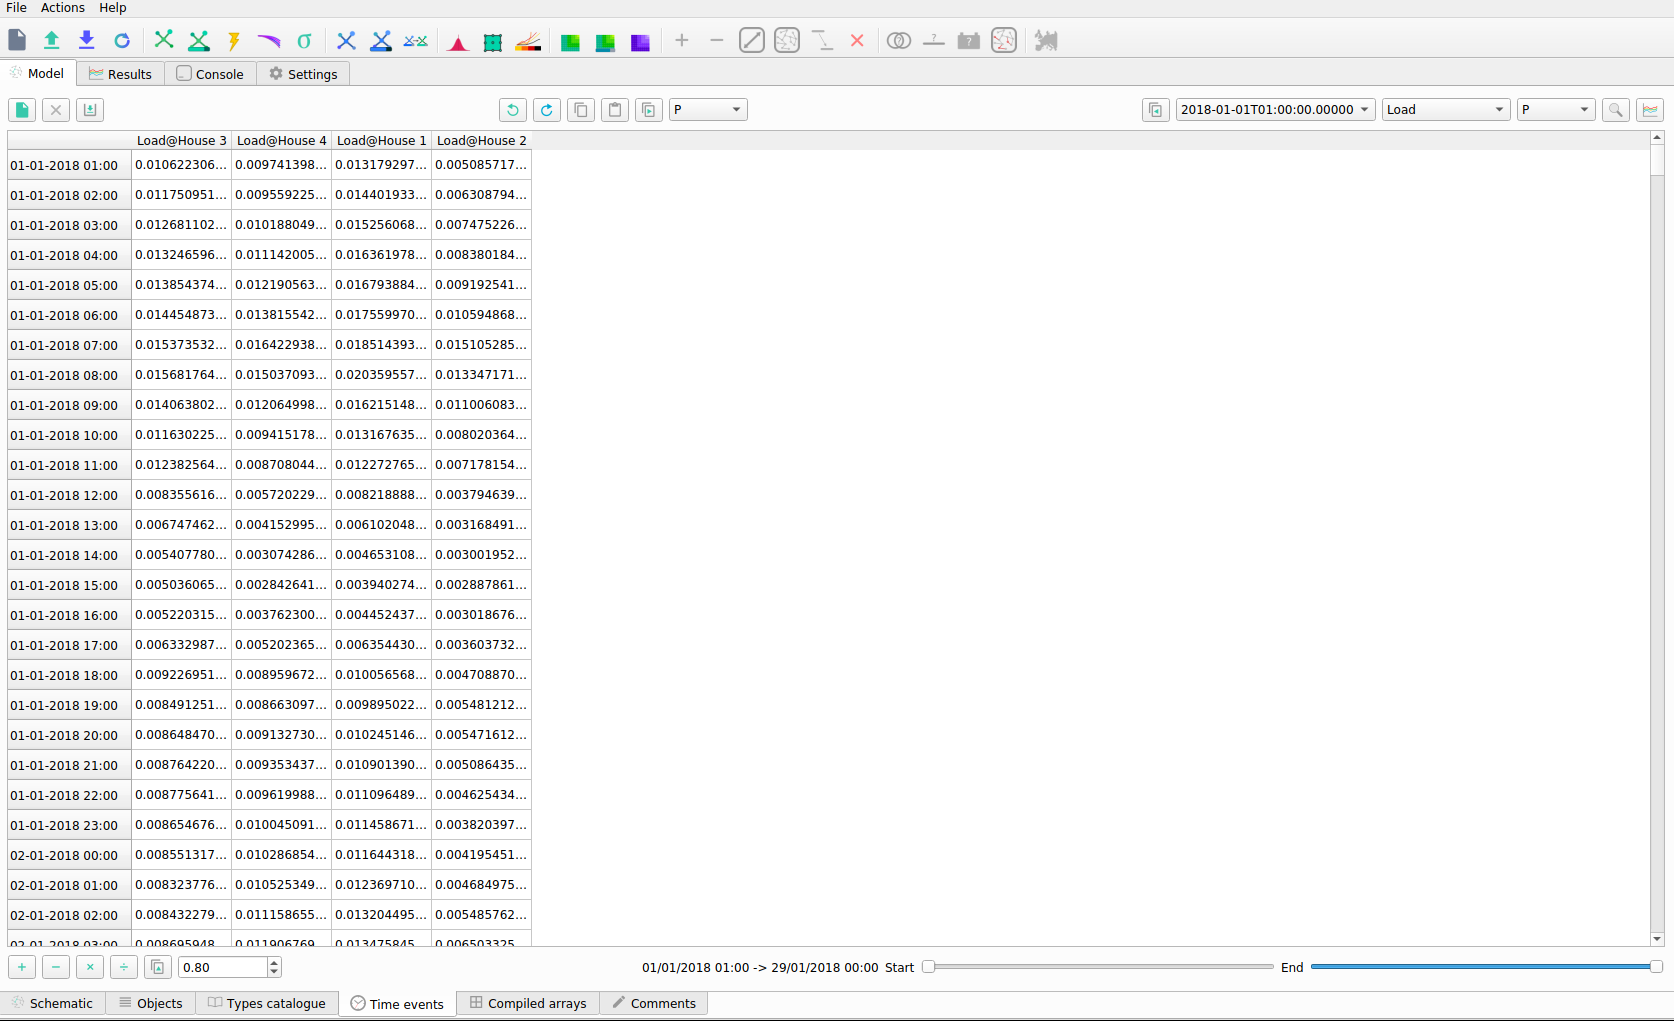 File Actions Help
Model Results Console Settings
P 2018-01-01T01:00:00.00000 Load P
Load@House 3 Load@House 4 Load@House 1 Load@House 2
01-01-2018 01:00 0.010622306... 0.009741398... 0.013179297... 0.005085717...
01-01-2018 02:00 0.011750951... 0.009559225... 0.014401933... 0.006308794...
01-01-2018 03:00 0.012681102... 0.010188049... 0.015256068... 0.007475226...
01-01-2018 04:00 0.013246596... 0.011142005... 0.016361978... 0.008380184...
01-01-2018 05:00 0.013854374... 0.012190563... 0.016793884... 0.009192541...
01-01-2018 06:00 0.014454873... 0.013815542... 0.017559970... 0.010594868...
01-01-2018 07:00 0.015373532... 0.016422938... 0.018514393... 0.015105285...
01-01-2018 08:00 0.015681764... 0.015037093... 0.020359557... 0.013347171...
01-01-2018 09:00 0.014063802... 0.012064998... 0.016215148... 0.011006083...
01-01-2018 10:00 0.011630225... 0.009415178... 0.013167635... 0.008020364...
01-01-2018 11:00 0.012382564... 0.008708044... 0.012272765... 0.007178154...
01-01-2018 12:00 0.008355616... 0.005720229... 0.008218888... 0.003794639...
01-01-2018 13:00 0.006747462... 0.004152995... 0.006102048... 0.003168491...
01-01-2018 14:00 0.005407780... 0.003074286... 0.004653108... 0.003001952...
01-01-2018 15:00 0.005036065... 0.002842641... 0.003940274... 0.002887861...
01-01-2018 16:00 0.005220315... 0.003762300... 0.004452437... 0.003018676...
01-01-2018 17:00 0.006332987... 0.005202365... 0.006354430... 0.003603732...
01-01-2018 18:00 0.009226951... 0.008959672... 0.010056568... 0.004708870...
01-01-2018 19:00 0.008491251... 0.008663097... 0.009895022... 0.005481212...
01-01-2018 20:00 0.008648470... 0.009132730... 0.010245146... 0.005471612...
01-01-2018 21:00 0.008764220... 0.009353437... 0.010901390... 0.005086435...
01-01-2018 22:00 0.008775641... 0.009619988... 0.011096489... 0.004625434...
01-01-2018 23:00 0.008654676... 0.010045091... 0.011458671... 0.003820397...
02-01-2018 00:00 0.008551317... 0.010286854... 0.011644318... 0.004195451...
02-01-2018 01:00 0.008323776... 0.010525349... 0.012369710... 0.004684975...
02-01-2018 02:00 0.008432279... 0.011158655... 0.013204495... 0.005485762...
02-01-2018 03:00 0.008695948... 0.011906769... 0.013475845... 0.006503325...
0.80 01/01/2018 01:00 -> 29/01/2018 00:00 Start End
Schematic Objects Types catalogue Time events Compiled arrays Comments